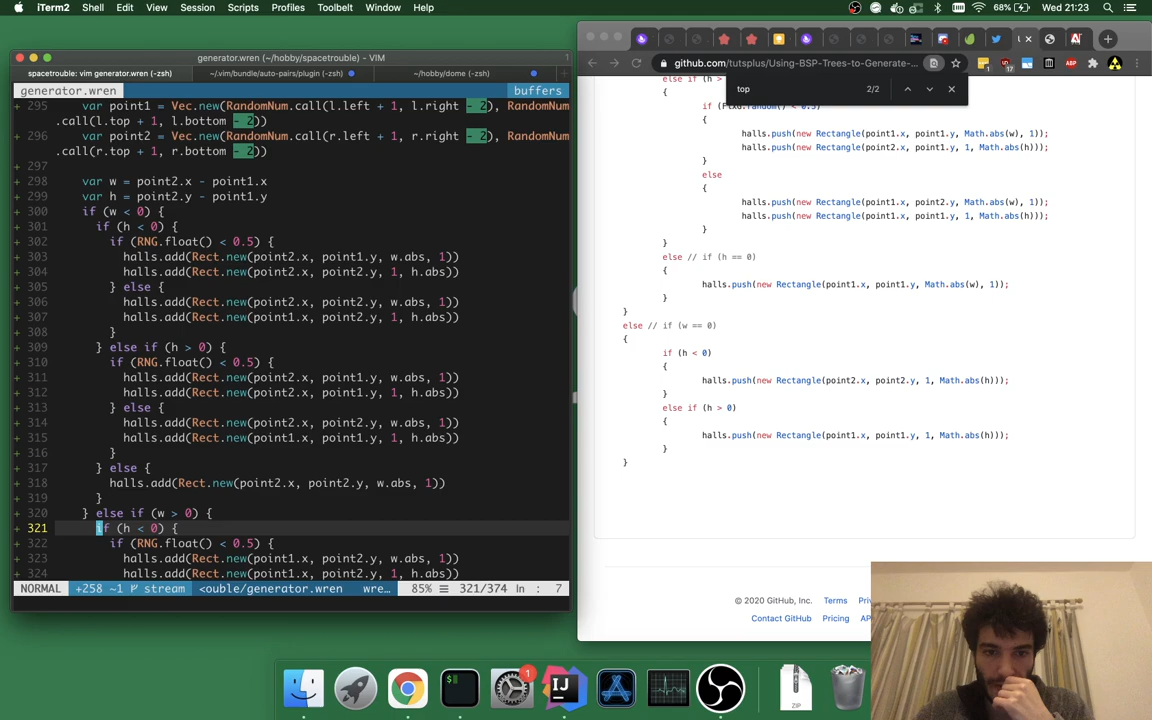 iTerm2 Shell Edit View Session Scripts Profiles Toolbelt Window Help 68% Wed 21:23
generator.wren (~/hobby/spacetrouble) - VIM
spacetrouble: vim generator.wren (-zsh) ~/.vim/bundle/auto-pairs/plugin (-zsh) ~/hobby/dome (-zsh)
generator.wren buffers
+ 295 var point1 = Vec.new(RandomNum.call(l.left + 1, l.right - 2), RandomNum
.call(l.top + 1, l.bottom - 2))
+ 296 var point2 = Vec.new(RandomNum.call(r.left + 1, r.right - 2), RandomNum
.call(r.top + 1, r.bottom - 2))
+ 297
+ 298 var w = point2.x - point1.x
+ 299 var h = point2.y - point1.y
+ 300 if (w < 0) {
+ 301 if (h < 0) {
+ 302 if (RNG.float() < 0.5) {
+ 303 halls.add(Rect.new(point2.x, point1.y, w.abs, 1))
+ 304 halls.add(Rect.new(point2.x, point2.y, 1, h.abs))
+ 305 } else {
+ 306 halls.add(Rect.new(point2.x, point2.y, w.abs, 1))
+ 307 halls.add(Rect.new(point1.x, point2.y, 1, h.abs))
+ 308 }
+ 309 } else if (h > 0) {
+ 310 if (RNG.float() < 0.5) {
+ 311 halls.add(Rect.new(point2.x, point1.y, w.abs, 1))
+ 312 halls.add(Rect.new(point2.x, point1.y, 1, h.abs))
+ 313 } else {
+ 314 halls.add(Rect.new(point2.x, point2.y, w.abs, 1))
+ 315 halls.add(Rect.new(point1.x, point1.y, 1, h.abs))
+ 316 }
+ 317 } else {
+ 318 halls.add(Rect.new(point2.x, point2.y, w.abs, 1))
+ 319 }
+ 320 } else if (w > 0) {
+ 321 if (h < 0) {
+ 322 if (RNG.float() < 0.5) {
+ 323 halls.add(Rect.new(point1.x, point2.y, w.abs, 1))
+ 324 halls.add(Rect.new(point1.x, point2.y, 1, h.abs))
NORMAL +258 ~1 stream <ouble/generator.wren wre… 85% 321/374 ln : 7
github.com/tutsplus/Using-BSP-Trees-to-Generate-…
top 2/2
else if (h >
{
if (FlxG.random() < 0.5)
{
halls.push(new Rectangle(point1.x, point1.y, Math.abs(w), 1));
halls.push(new Rectangle(point2.x, point1.y, 1, Math.abs(h)));
}
else
{
halls.push(new Rectangle(point1.x, point2.y, Math.abs(w), 1));
halls.push(new Rectangle(point1.x, point1.y, 1, Math.abs(h)));
}
}
else // if (h == 0)
{
halls.push(new Rectangle(point1.x, point1.y, Math.abs(w), 1));
}
}
else // if (w == 0)
{
if (h < 0)
{
halls.push(new Rectangle(point2.x, point2.y, 1, Math.abs(h)));
}
else if (h > 0)
{
halls.push(new Rectangle(point1.x, point1.y, 1, Math.abs(h)));
}
}
© 2020 GitHub, Inc. Terms
Contact GitHub Pricing
1
ZIP